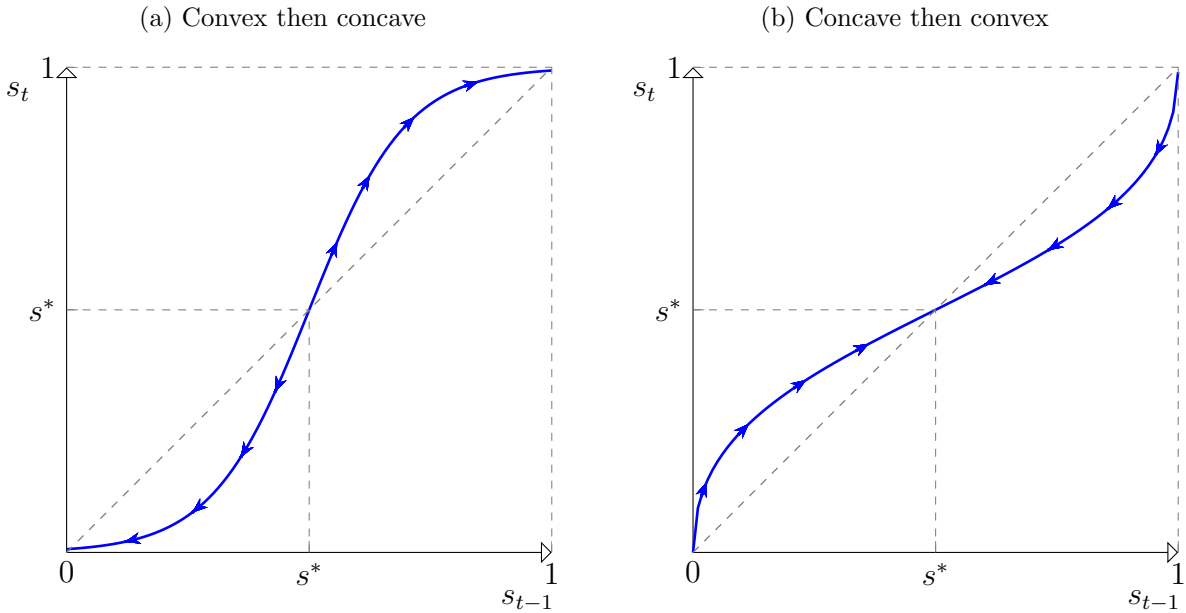 (a) Convex then concave
1
s_t
s*
0
s*
1
s_{t−1}
(b) Concave then convex
1
s_t
s*
0
s*
1
s_{t−1}